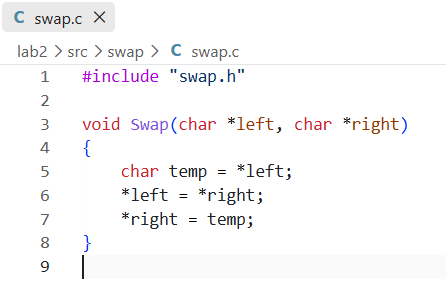 C swap.c ×
lab2 > src > swap > C swap.c
1 #include "swap.h"
2
3 void Swap(char *left, char *right)
4 {
5     char temp = *left;
6     *left = *right;
7     *right = temp;
8 }
9